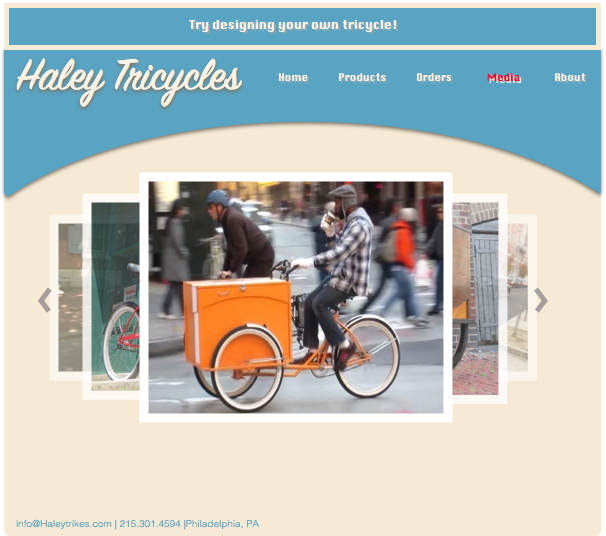 Try designing your own tricycle!
Haley Tricycles
Home Products Orders Media About
info@Haleytrikes.com | 215.301.4594 |Philadelphia, PA